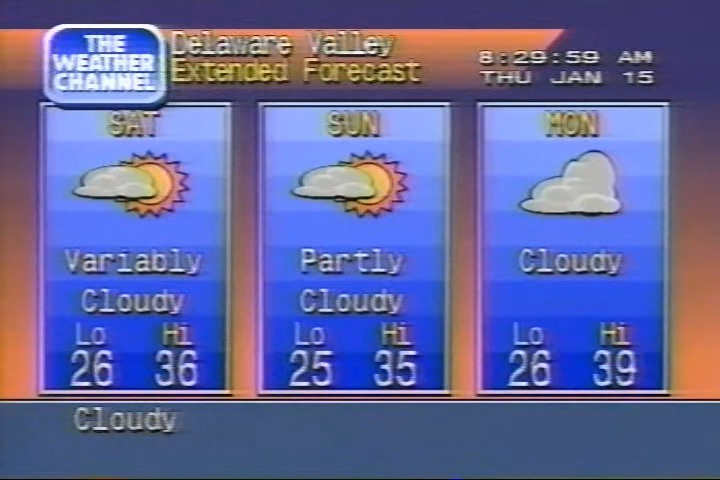 THE
WEATHER
CHANNEL
Delaware Valley
Extended Forecast
8:29:59 AM
THU JAN 15
SAT
Variably
Cloudy
Lo Hi
26 36
SUN
Partly
Cloudy
Lo Hi
25 35
MON
Cloudy
Lo Hi
26 39
Cloudy